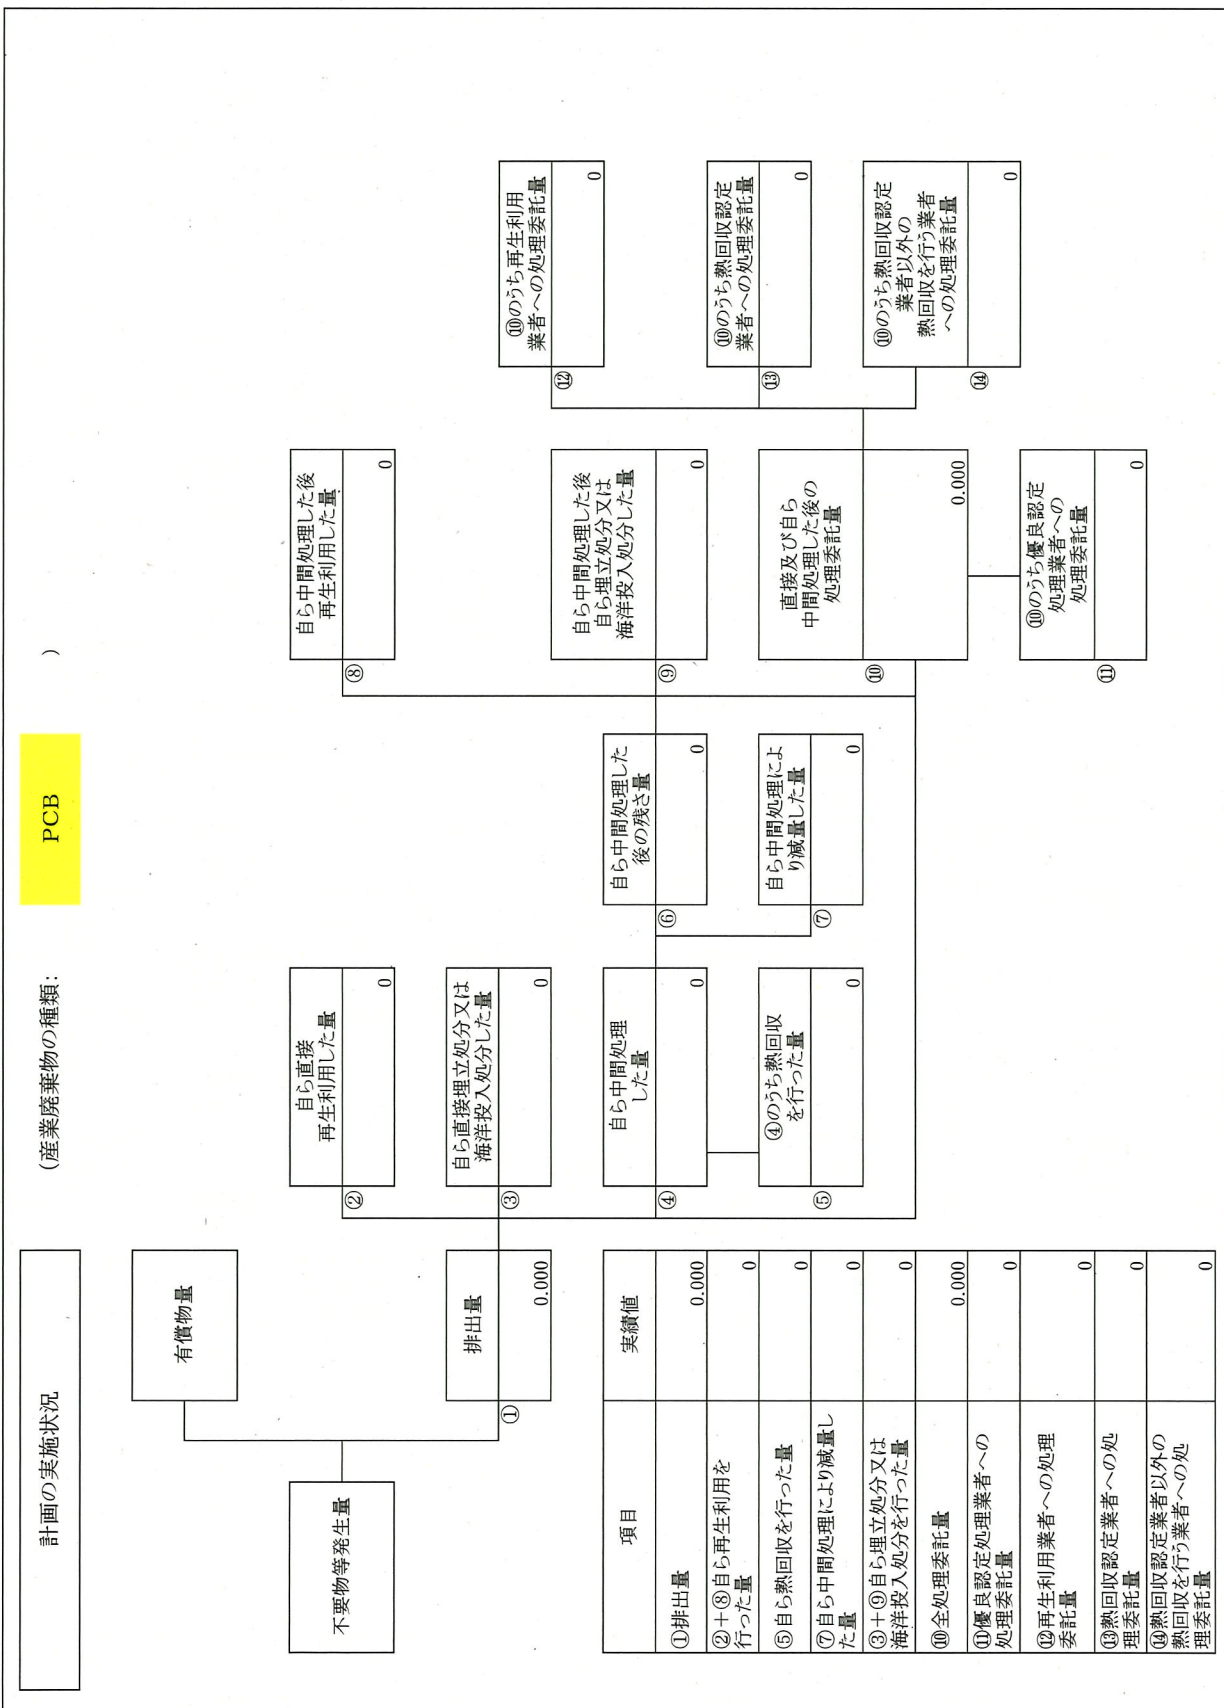 計画の実施状況
(産業廃棄物の種類:
PCB
)
不要物等発生量
有償物量
①
排出量
0.000
②
自ら直接
再生利用した量
0
③
自ら直接埋立処分又は
海洋投入処分した量
0
④
自ら中間処理
した量
0
⑤
④のうち熱回収
を行った量
0
⑥
自ら中間処理した
後の残さ量
0
⑦
自ら中間処理によ
り減量した量
0
⑧
自ら中間処理した後
再生利用した量
0
⑨
自ら中間処理した後
自ら埋立処分又は
海洋投入処分した量
0
⑩
直接及び自ら
中間処理した後の
処理委託量
0.000
⑪
⑩のうち優良認定
処理業者への
処理委託量
0
⑫
⑩のうち再生利用
業者への処理委託量
0
⑬
⑩のうち熱回収認定
業者への処理委託量
0
⑭
⑩のうち熱回収認定
業者以外の
熱回収を行う業者
への処理委託量
0
項目
実績値
①排出量
0.000
②+⑧自ら再生利用を
行った量
0
⑤自ら熱回収を行った量
0
⑦自ら中間処理により減量し
た量
0
③+⑨自ら埋立処分又は
海洋投入処分を行った量
0
⑩全処理委託量
0.000
⑪優良認定処理業者への
処理委託量
0
⑫再生利用業者への処理
委託量
0
⑬熱回収認定業者への処
理委託量
0
⑭熱回収認定業者以外の
熱回収を行う業者への処
理委託量
0